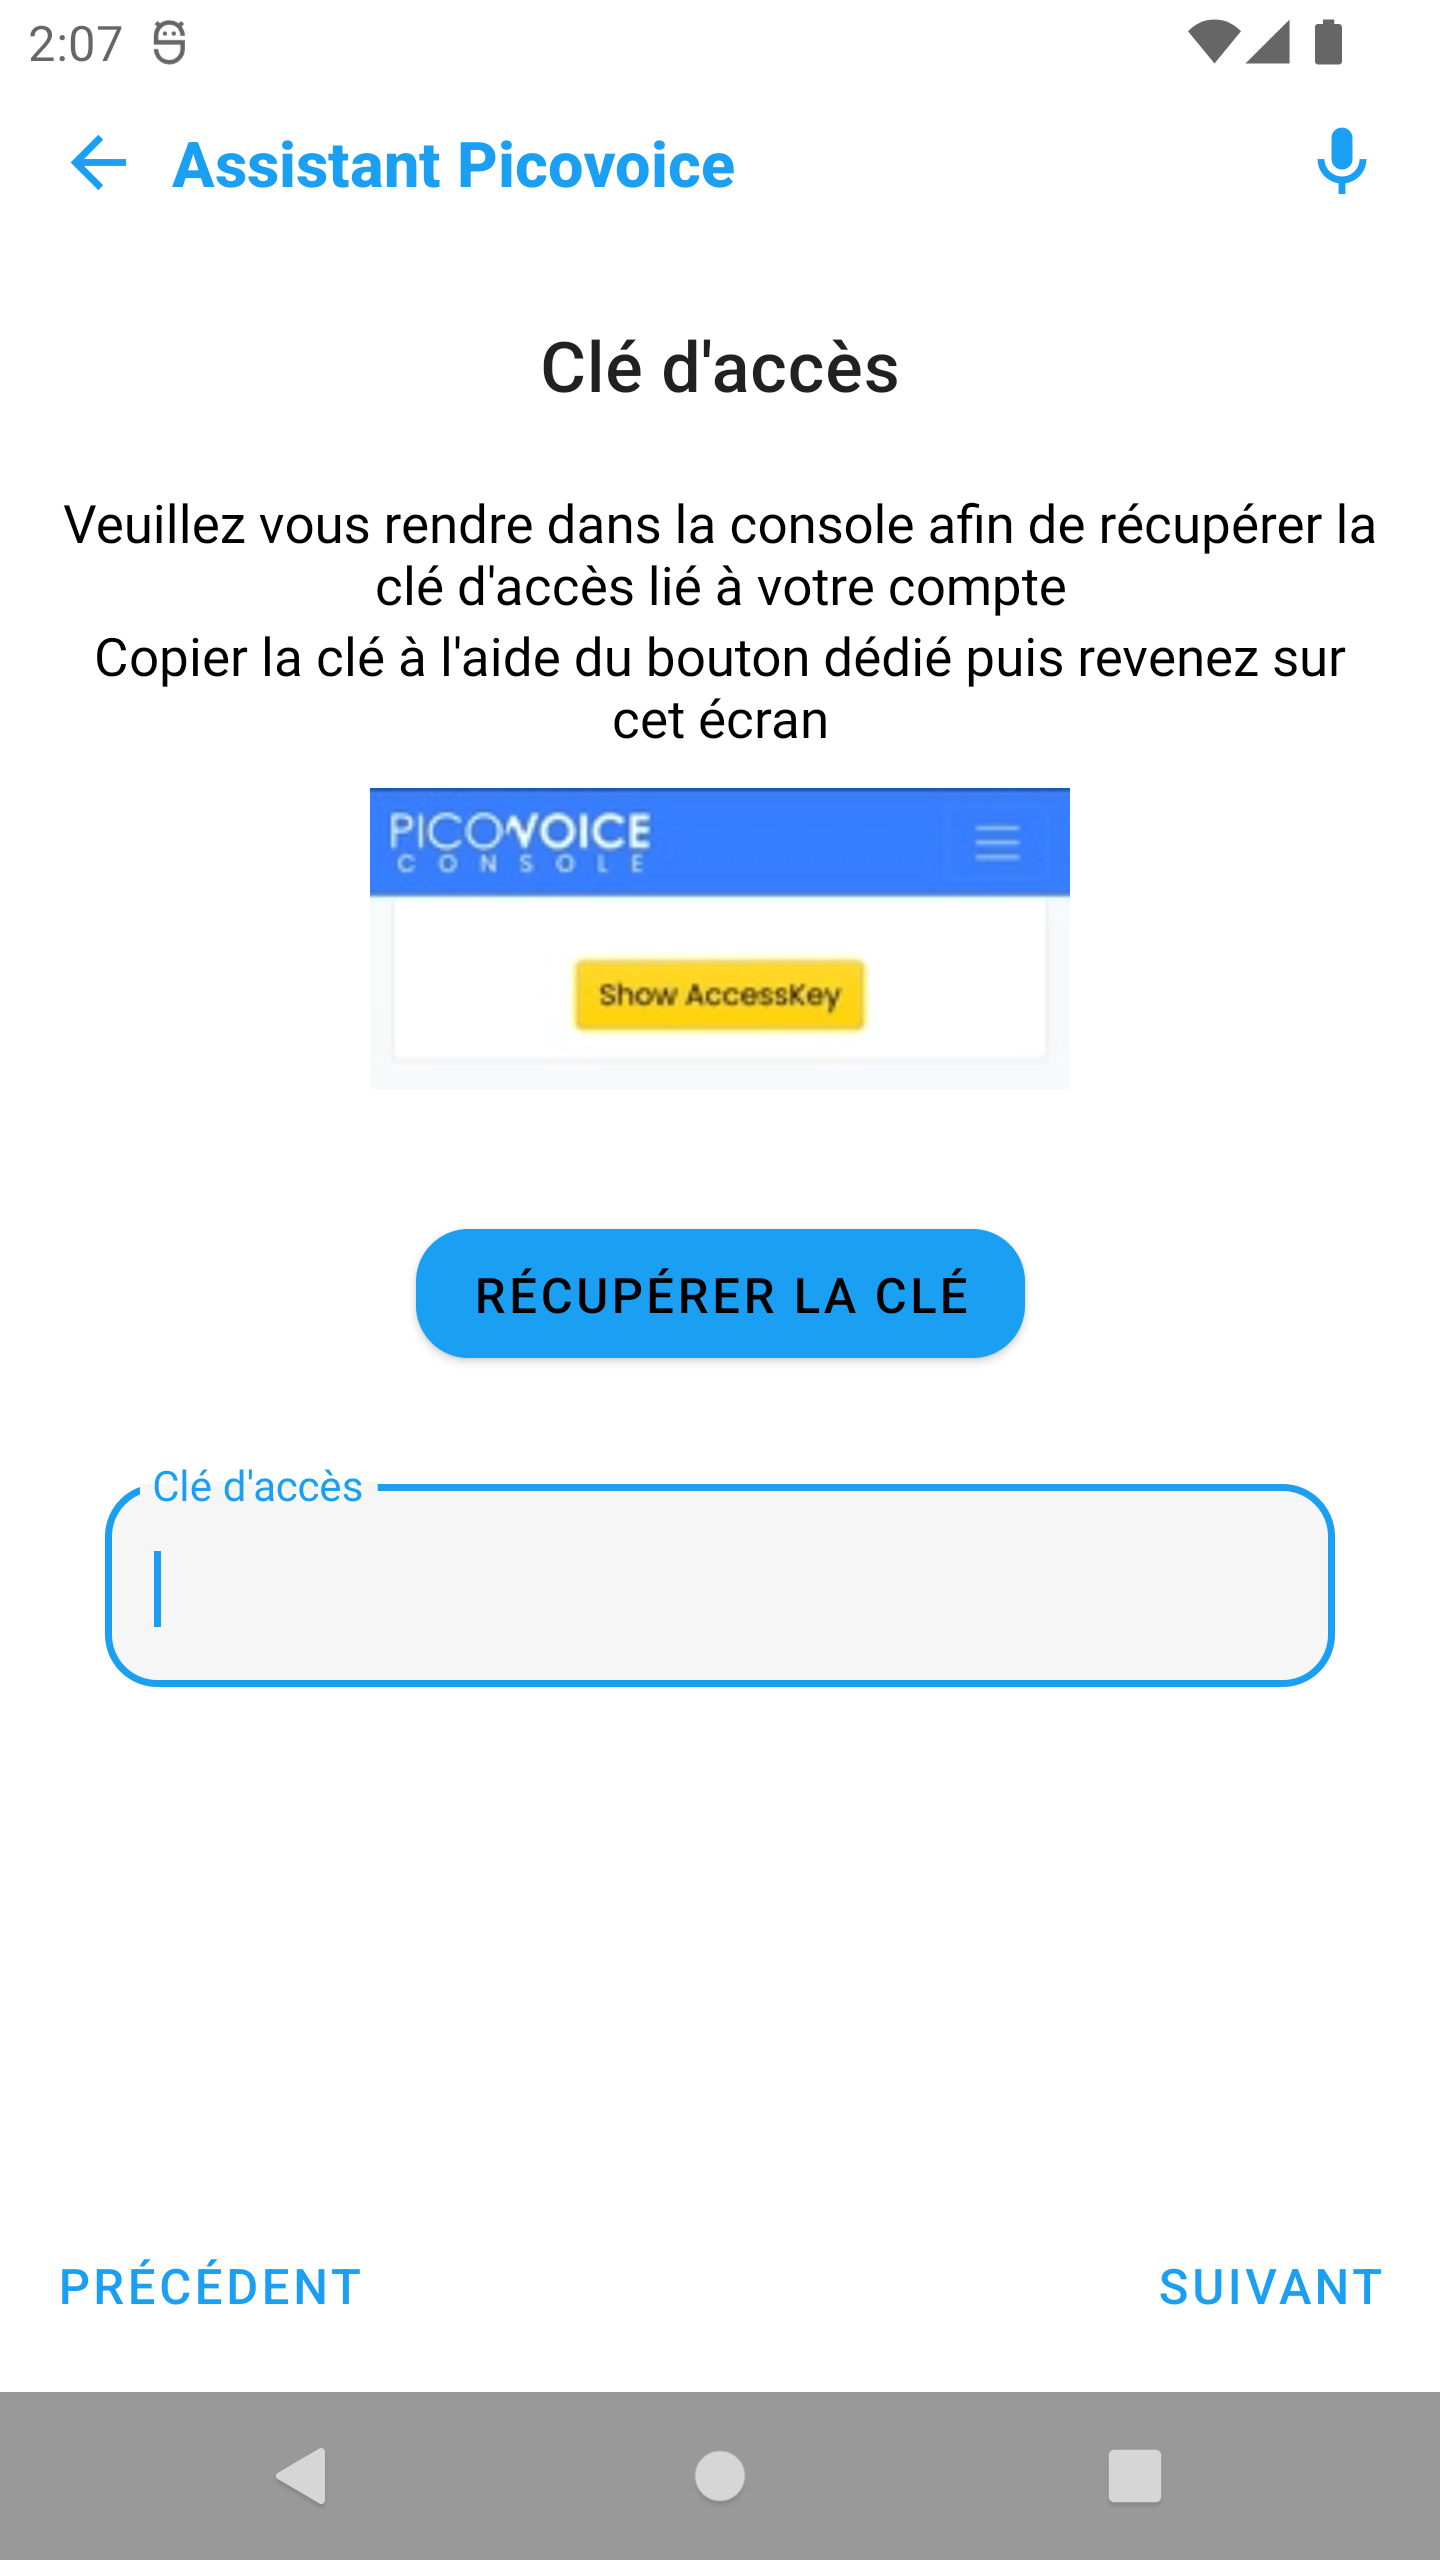 2:07
Assistant Picovoice
Clé d'accès
Veuillez vous rendre dans la console afin de récupérer la
clé d'accès lié à votre compte
Copier la clé à l'aide du bouton dédié puis revenez sur
cet écran
PICOVOICE
CONSOLE
Show AccessKey
RÉCUPÉRER LA CLÉ
Clé d'accès
PRÉCÉDENT
SUIVANT